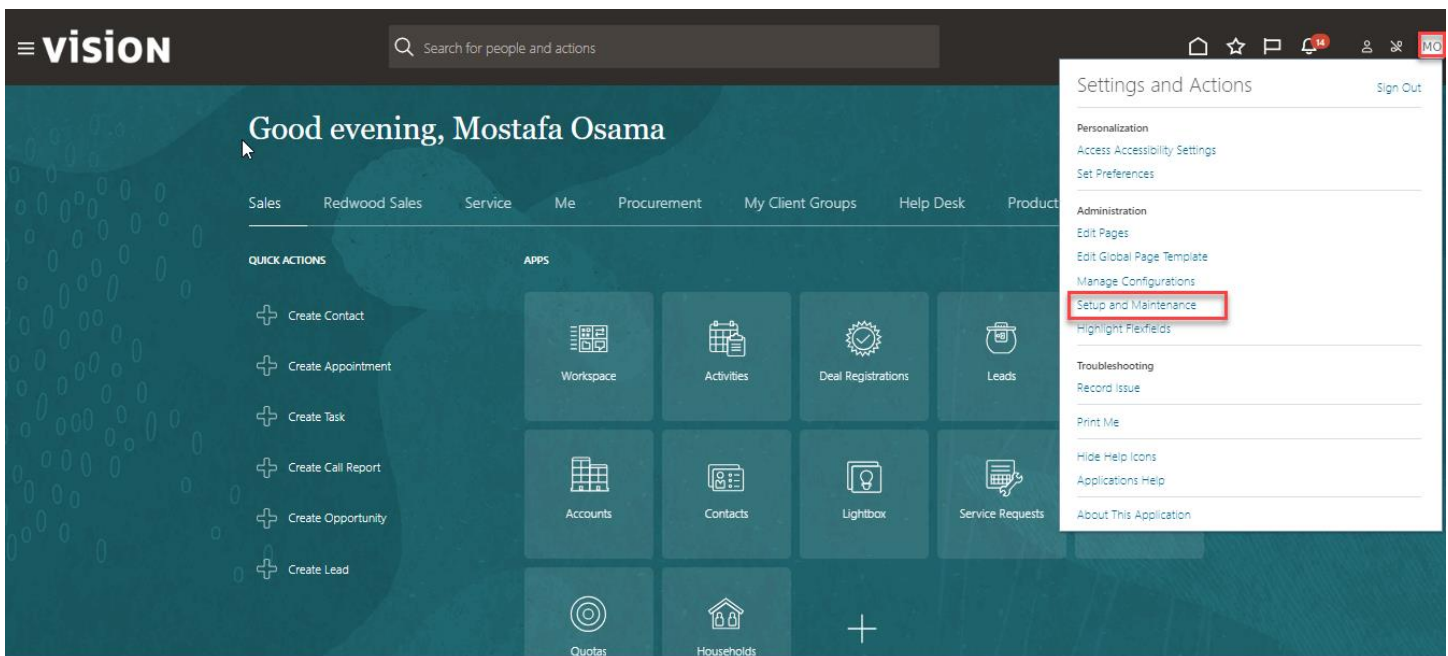 vision
Search for people and actions
14
MO
Settings and Actions
Sign Out
Personalization
Access Accessibility Settings
Set Preferences
Administration
Edit Pages
Edit Global Page Template
Manage Configurations
Setup and Maintenance
Highlight Flexfields
Troubleshooting
Record Issue
Print Me
Hide Help Icons
Applications Help
About This Application
Good evening, Mostafa Osama
Sales Redwood Sales Service Me Procurement My Client Groups Help Desk Product
QUICK ACTIONS
Create Contact
Create Appointment
Create Task
Create Call Report
Create Opportunity
Create Lead
APPS
Workspace Activities Deal Registrations Leads
Accounts Contacts Lightbox Service Requests
Quotas Households